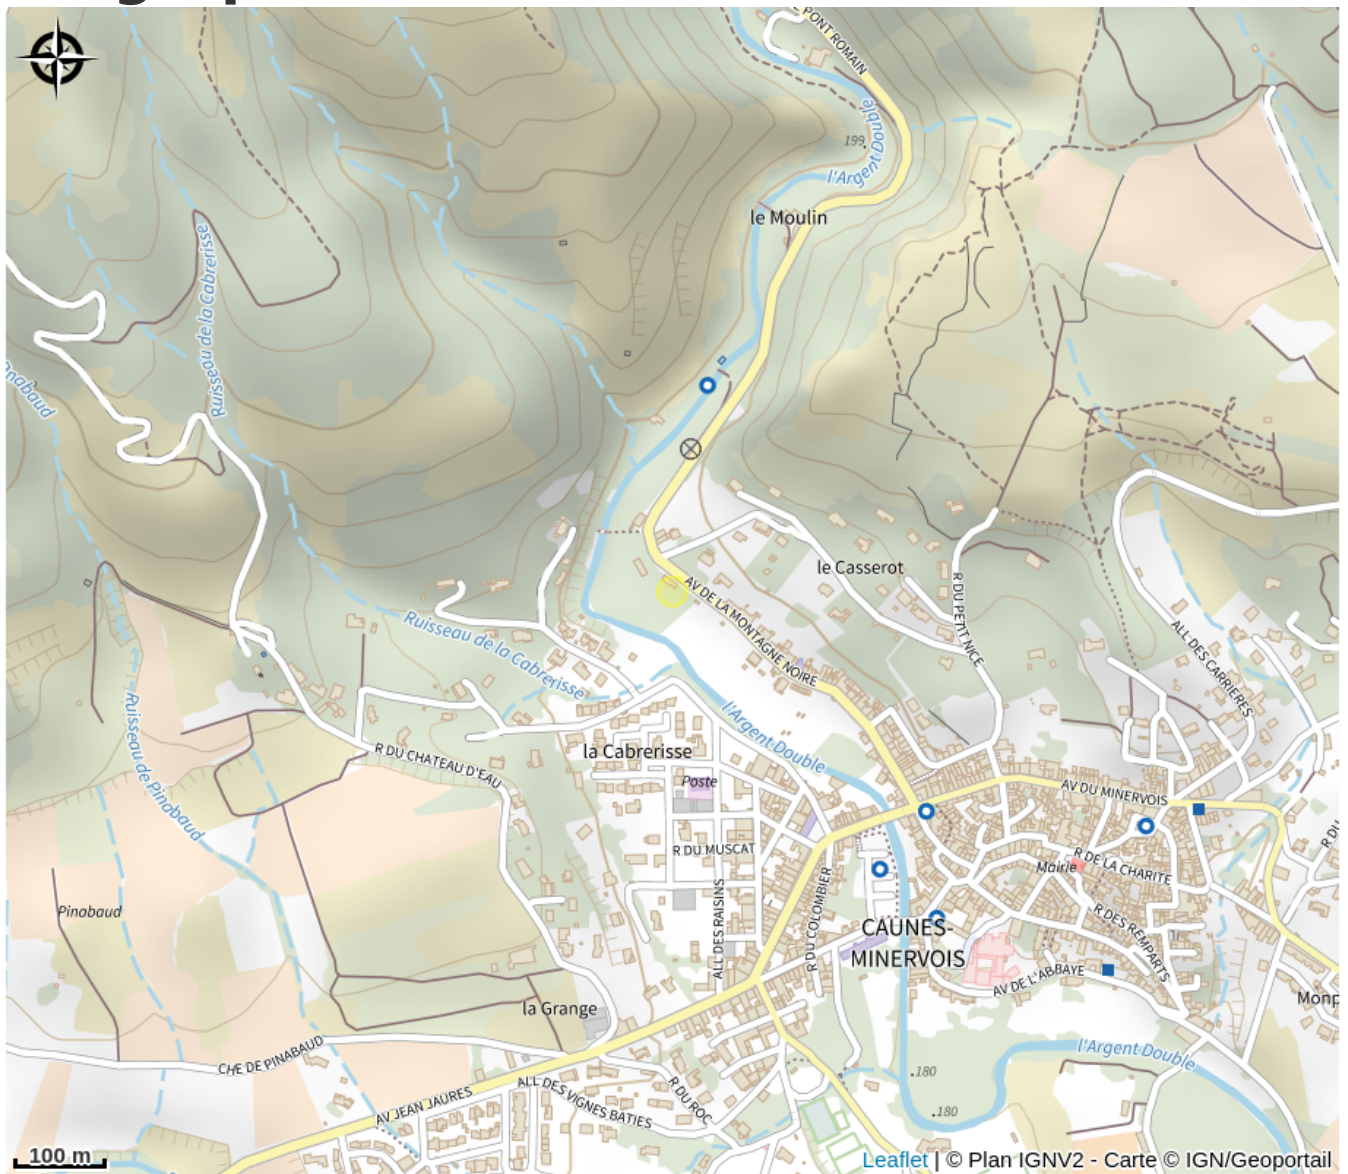 PONT ROMAIN
199
l'Argent Double
le Moulin
Ruisseau de la Cabrerisse
le Casserot
AV DE LA MONTAGNE NOIRE
R DU PETIT NICE
Ruisseau de la Cabrerisse
ALL DES CARRIERES
Ruisseau de Pinabaud
l'Argent Double
R DU CHATEAU D'EAU
la Cabrerisse
Poste
AV DU MINERVOIS
R DU MUSCAT
R DE LA CHARITE
Mairie
R DU
Pinabaud
ALL DES RAISINS
R DU COLOMBIER
CAUNES-
MINERVOIS
R DES REMPARTS
AV DE L'ABBAYE
la Grange
CHE DE PINABAUD
l'Argent Double
180
180
AV JEAN JAURES
ALL DES VIGNES BATIES
R DU ROC
100 m
Leaflet | © Plan IGNV2 - Carte © IGN/Geoportail